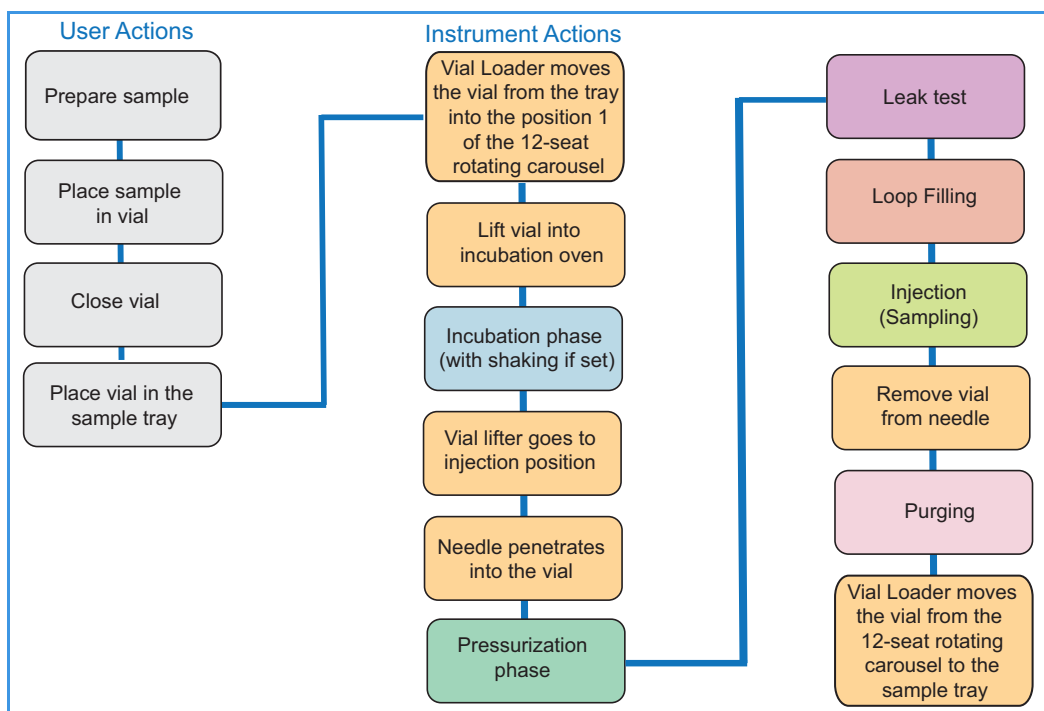 User Actions
Prepare sample
Place sample
in vial
Close vial
Place vial in the
sample tray
Instrument Actions
Vial Loader moves
the vial from the tray
into the position 1
of the 12-seat
rotating carousel
Lift vial into
incubation oven
Incubation phase
(with shaking if set)
Vial lifter goes to
injection position
Needle penetrates
into the vial
Pressurization
phase
Leak test
Loop Filling
Injection
(Sampling)
Remove vial
from needle
Purging
Vial Loader moves
the vial from the
12-seat rotating
carousel to the
sample tray